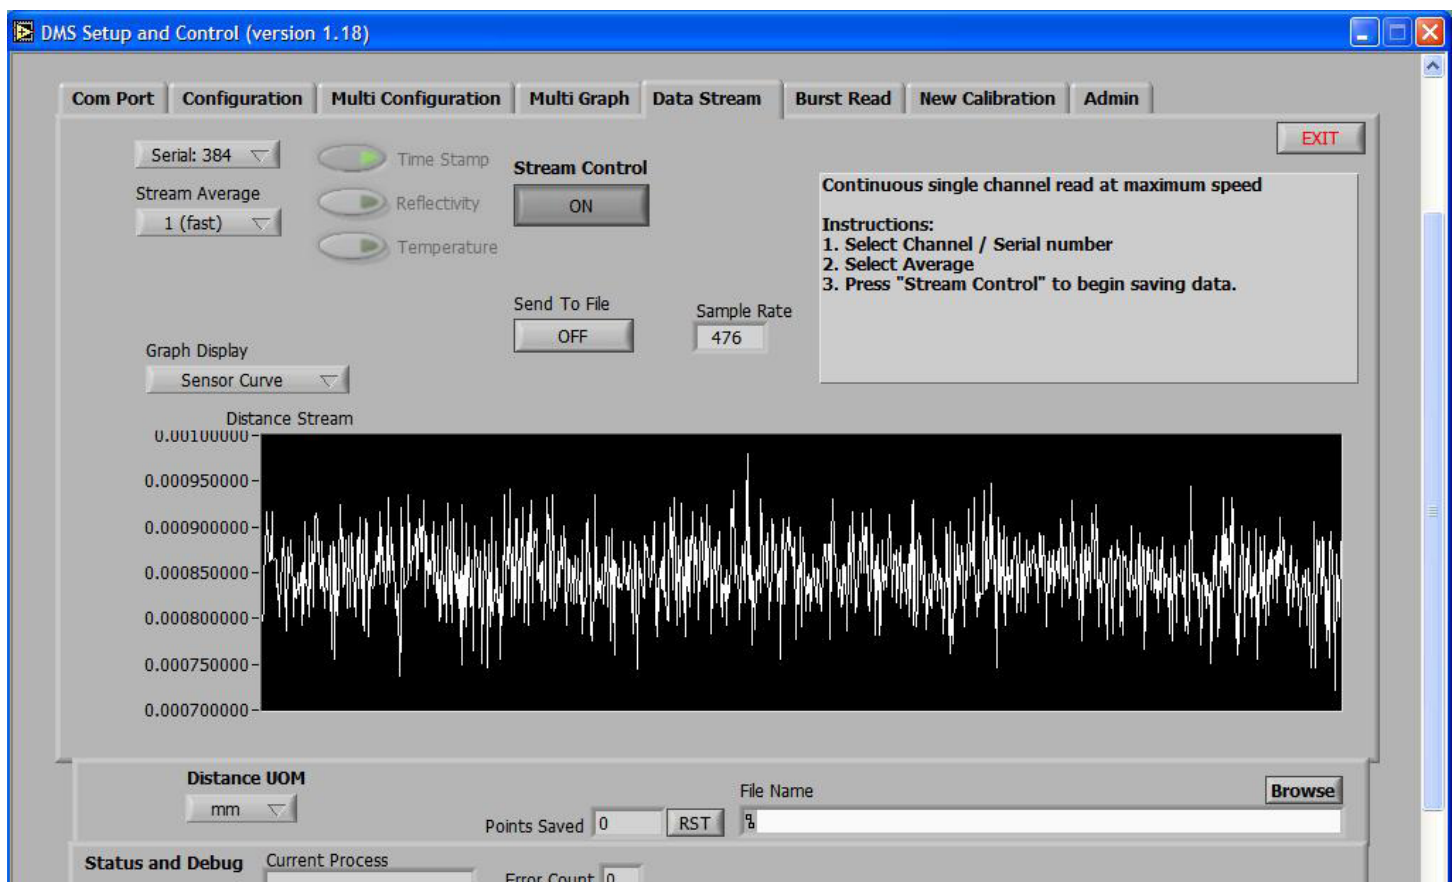 DMS Setup and Control (version 1.18)
Com Port Configuration Multi Configuration Multi Graph Data Stream Burst Read New Calibration Admin
EXIT
Serial: 384
Stream Average
1 (fast)
Time Stamp
Reflectivity
Temperature
Stream Control
ON
Send To File
OFF
Sample Rate
476
Continuous single channel read at maximum speed
Instructions:
1. Select Channel / Serial number
2. Select Average
3. Press "Stream Control" to begin saving data.
Graph Display
Sensor Curve
Distance Stream
0.00100000
0.000950000
0.000900000
0.000850000
0.000800000
0.000750000
0.000700000
Distance UOM
mm
Points Saved 0 RST
File Name
Browse
Status and Debug
Current Process
Error Count 0